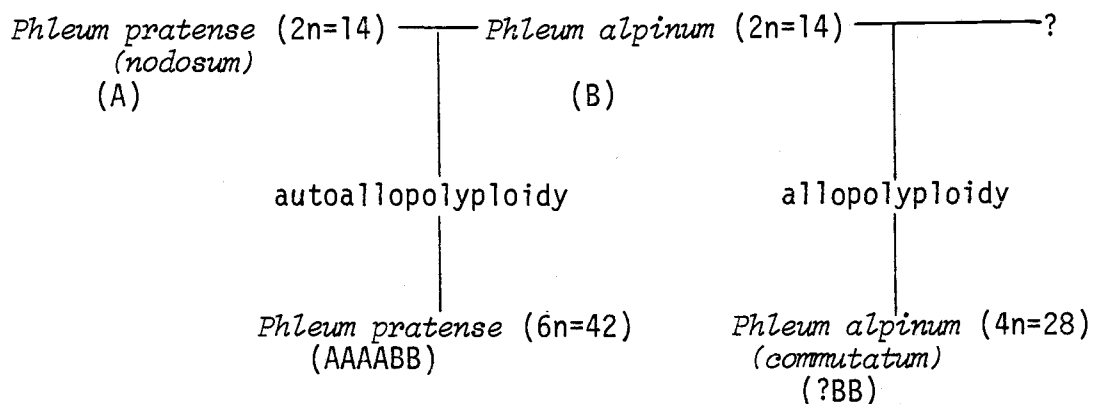 Phleum pratense (2n=14) Phleum alpinum (2n=14) ?
(nodosum)
(A) (B)
autoallopolyploidy allopolyploidy
Phleum pratense (6n=42) Phleum alpinum (4n=28)
(AAAABB) (commutatum)
(?BB)